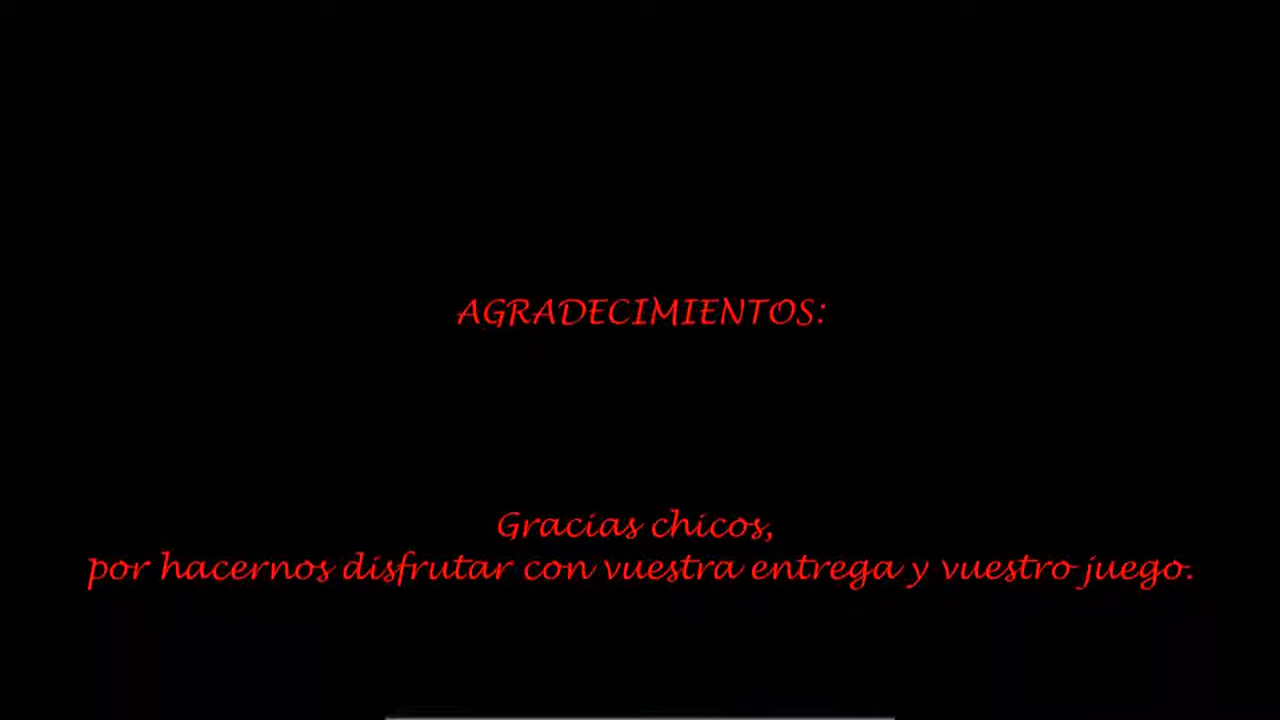 AGRADECIMIENTOS:
Gracias chicos,
por hacernos disfrutar con vuestra entrega y vuestro juego.